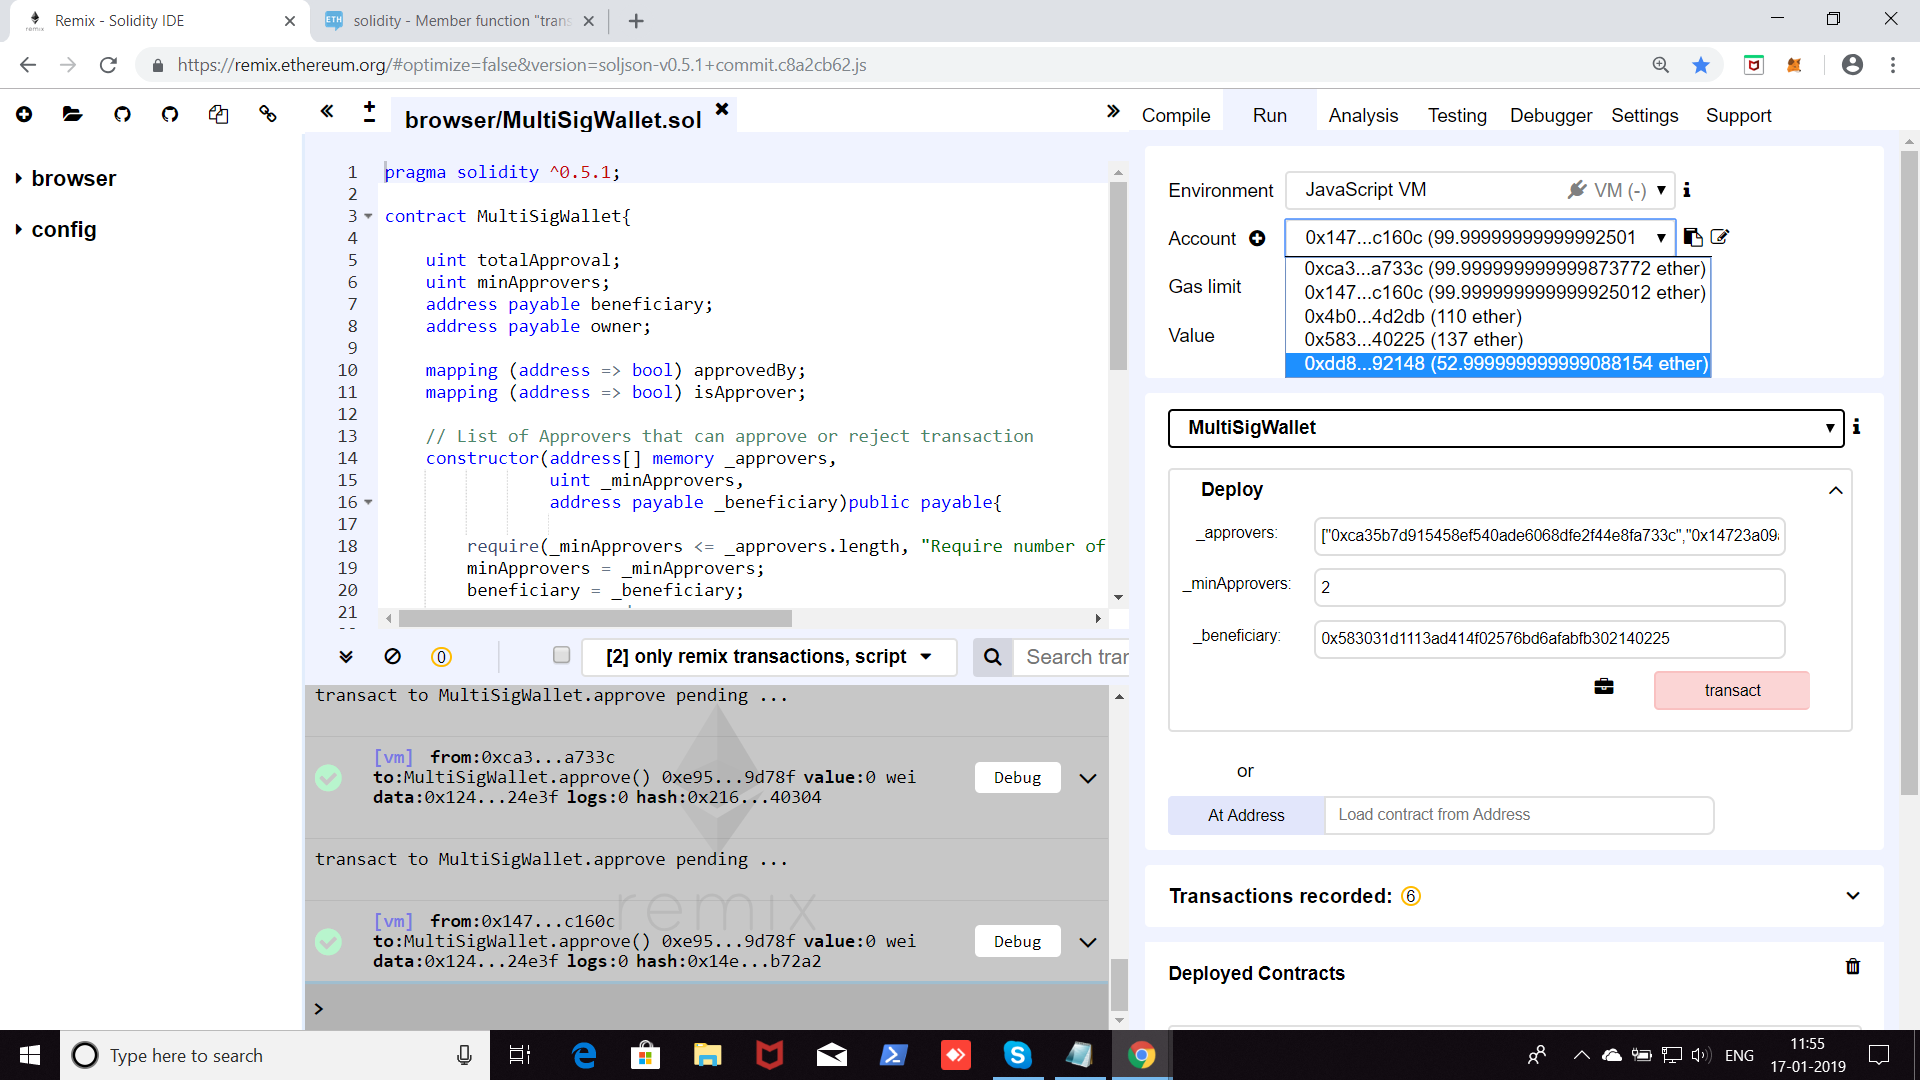 Remix - Solidity IDE
solidity - Member function "trans
https://remix.ethereum.org/#optimize=false&version=soljson-v0.5.1+commit.c8a2cb62.js
browser
config
browser/MultiSigWallet.sol
1 pragma solidity ^0.5.1;
2
3 contract MultiSigWallet{
4
5 uint totalApproval;
6 uint minApprovers;
7 address payable beneficiary;
8 address payable owner;
9
10 mapping (address => bool) approvedBy;
11 mapping (address => bool) isApprover;
12
13 // List of Approvers that can approve or reject transaction
14 constructor(address[] memory _approvers,
15 uint _minApprovers,
16 address payable _beneficiary)public payable{
17
18 require(_minApprovers <= _approvers.length, "Require number of
19 minApprovers = _minApprovers;
20 beneficiary = _beneficiary;
21
0
[2] only remix transactions, script
Search tran
transact to MultiSigWallet.approve pending ...
[vm] from:0xca3...a733c
to:MultiSigWallet.approve() 0xe95...9d78f value:0 wei
data:0x124...24e3f logs:0 hash:0x216...40304
Debug
transact to MultiSigWallet.approve pending ...
remix
[vm] from:0x147...c160c
to:MultiSigWallet.approve() 0xe95...9d78f value:0 wei
data:0x124...24e3f logs:0 hash:0x14e...b72a2
Debug
>
Compile Run Analysis Testing Debugger Settings Support
Environment JavaScript VM VM (-)
Account 0x147...c160c (99.99999999999992501
0xca3...a733c (99.999999999999873772 ether)
0x147...c160c (99.999999999999925012 ether)
0x4b0...4d2db (110 ether)
0x583...40225 (137 ether)
0xdd8...92148 (52.999999999999088154 ether)
Gas limit
Value
MultiSigWallet
Deploy
_approvers: ["0xca35b7d915458ef540ade6068dfe2f44e8fa733c","0x14723a09a
_minApprovers: 2
_beneficiary: 0x583031d1113ad414f02576bd6afabfb302140225
transact
or
At Address Load contract from Address
Transactions recorded: 6
Deployed Contracts
Type here to search
ENG
11:55
17-01-2019